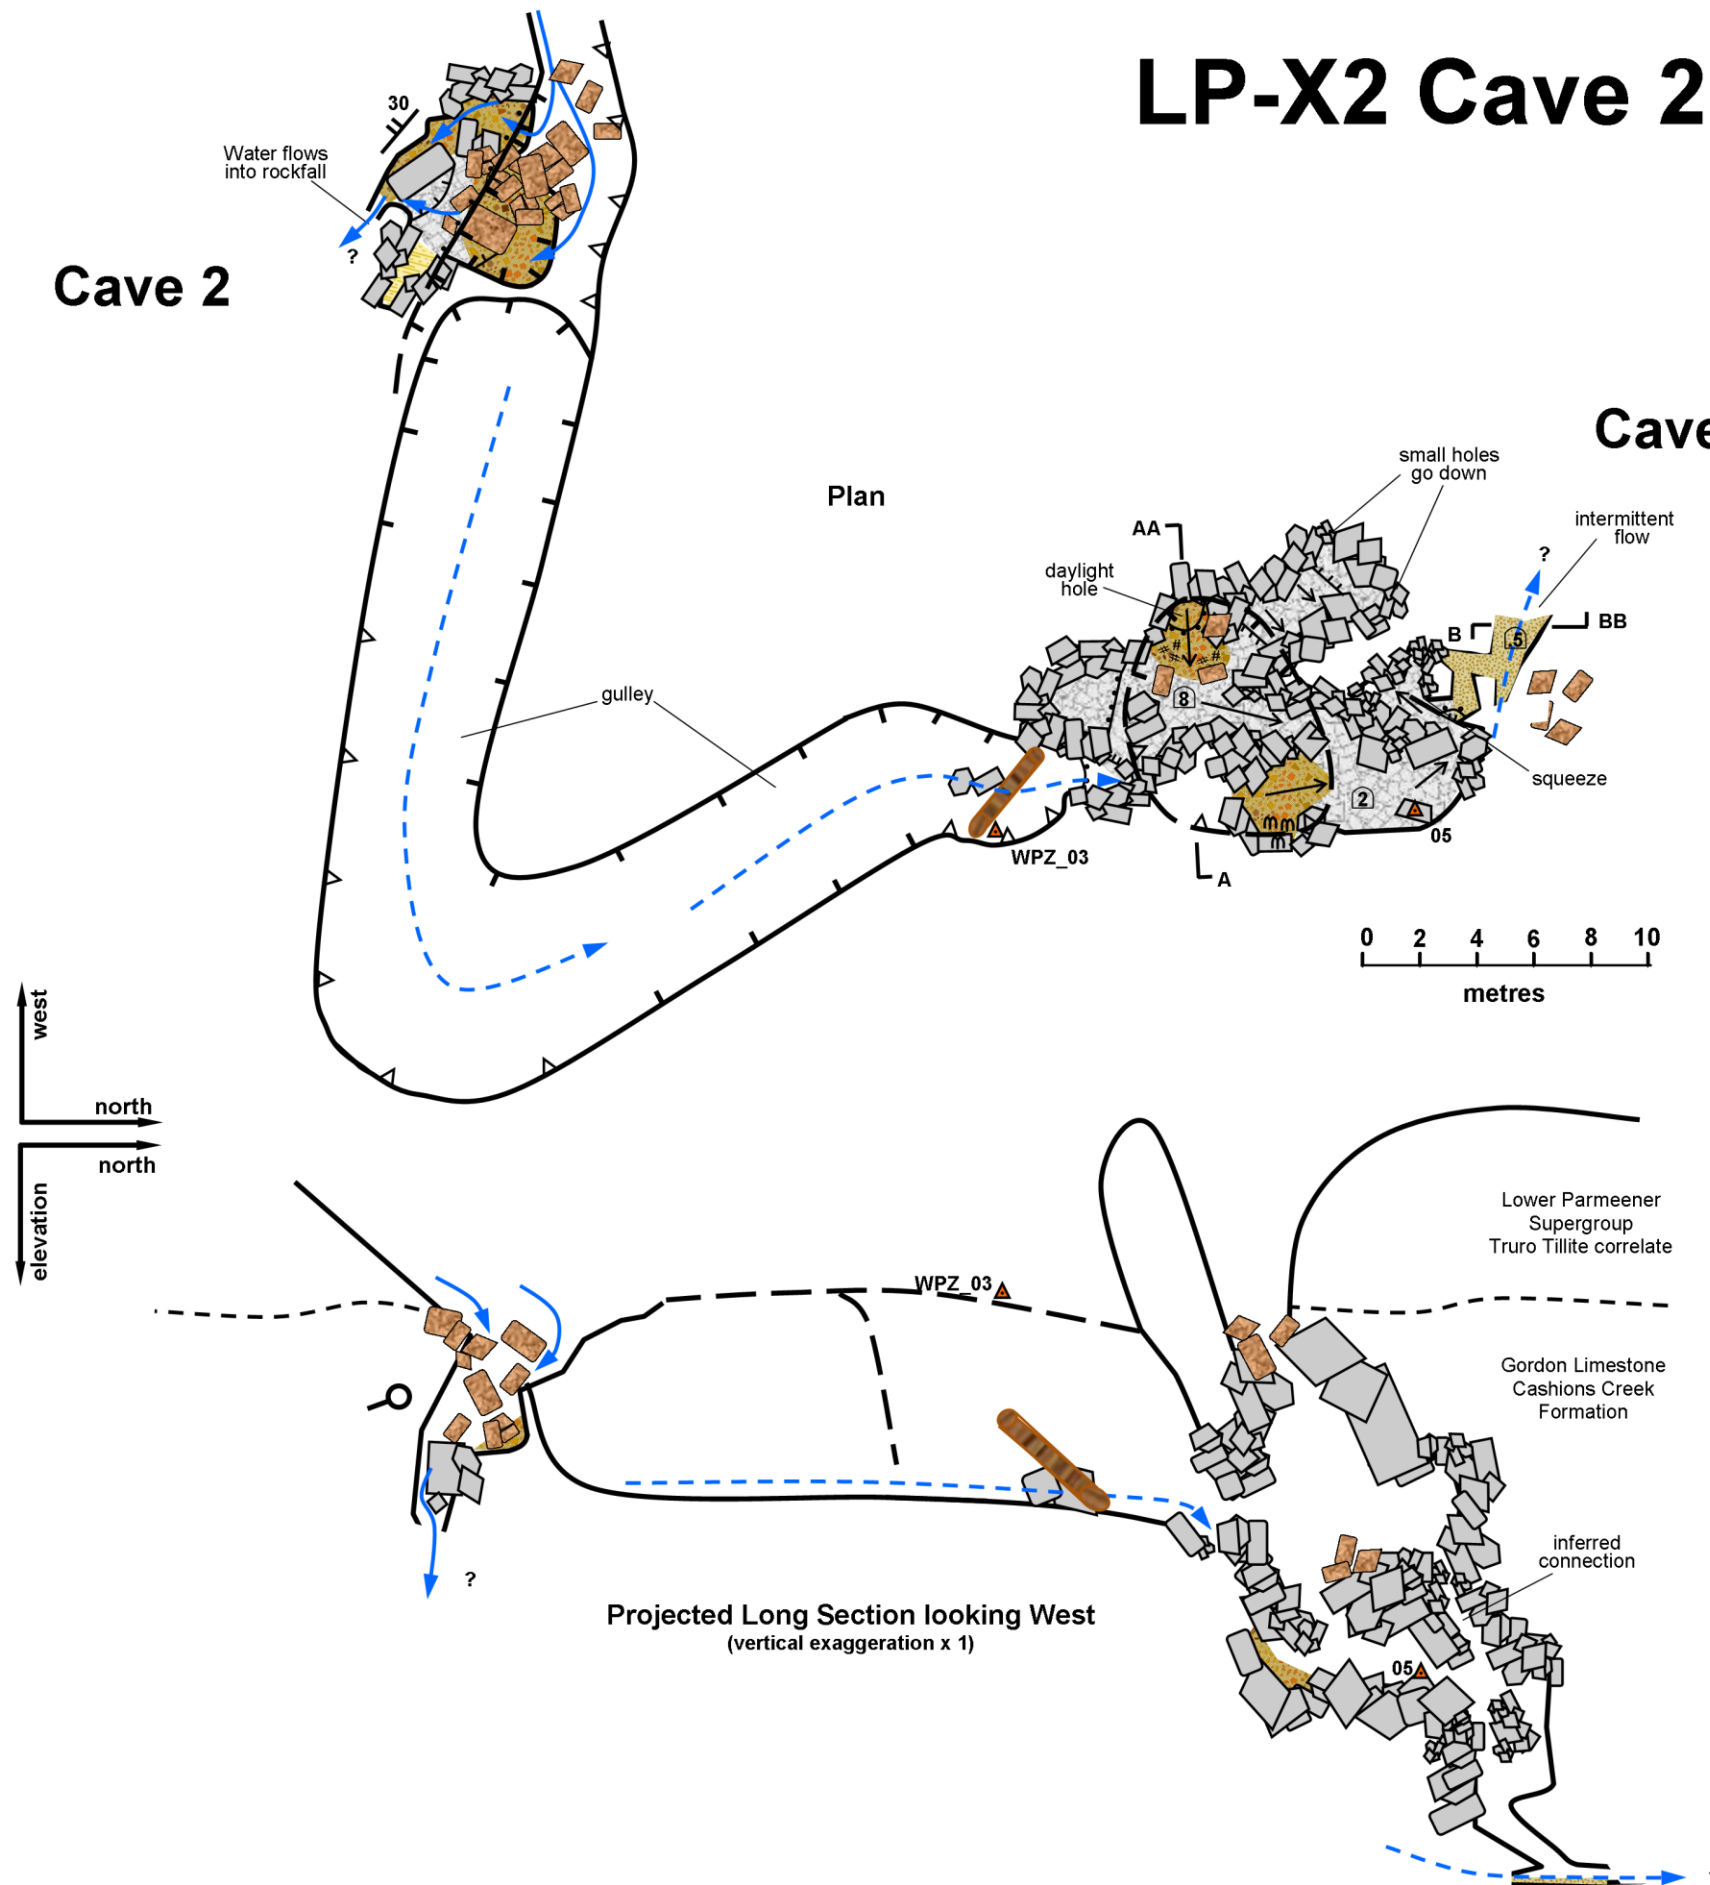 LP-X2 Cave 2
30
Water flows
into rockfall
?
Cave 2
Cave
small holes
go down
Plan
intermittent
flow
AA
?
daylight
hole
B
.5
BB
#
#
# #
8
gulley
squeeze
2
mm
m
05
WPZ_03
A
0 2 4 6 8 10
metres
west
north
north
elevation
Lower Parmeener
Supergroup
Truro Tillite correlate
WPZ_03
Gordon Limestone
Cashions Creek
Formation
inferred
connection
?
Projected Long Section looking West
(vertical exaggeration x 1)
05